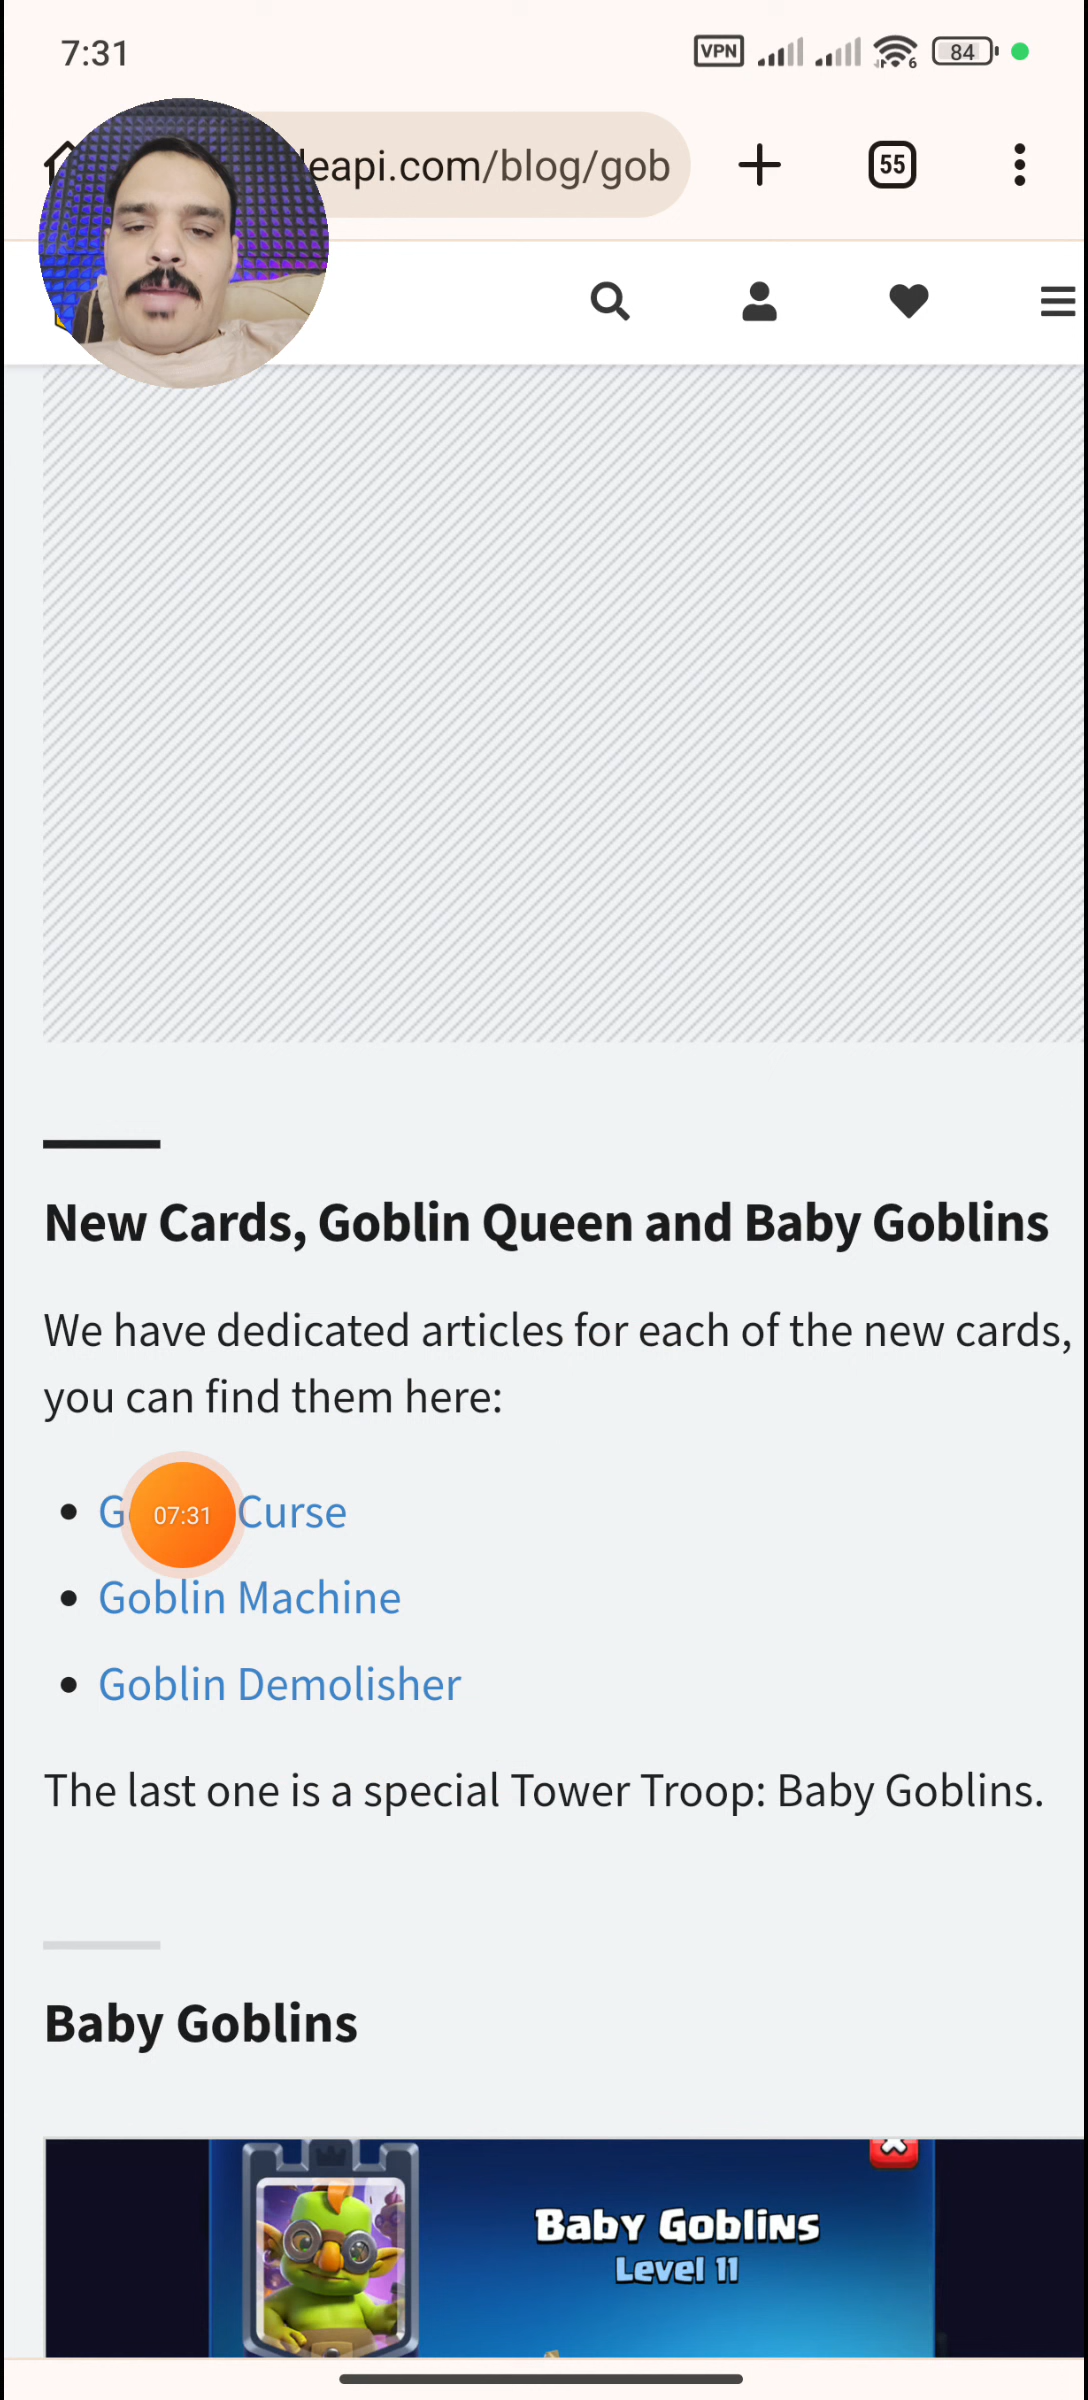 7:31
VPN
6
84
leapi.com/blog/gob
55
New Cards, Goblin Queen and Baby Goblins
We have dedicated articles for each of the new cards,
you can find them here:
07:31
Curse
Goblin Machine
Goblin Demolisher
The last one is a special Tower Troop: Baby Goblins.
Baby Goblins
Baby Goblins
Level 11